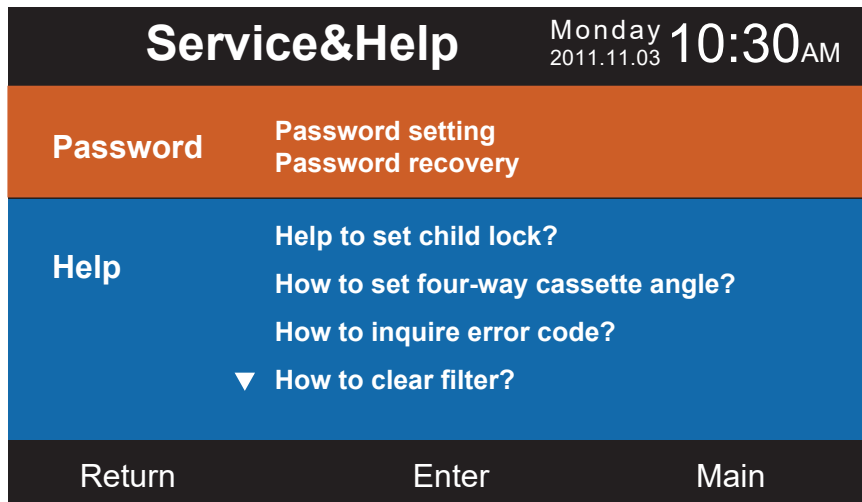 Service&Help
Monday
2011.11.03
10:30AM
Password
Password setting
Password recovery
Help
Help to set child lock?
How to set four-way cassette angle?
How to inquire error code?
▼ How to clear filter?
Return
Enter
Main